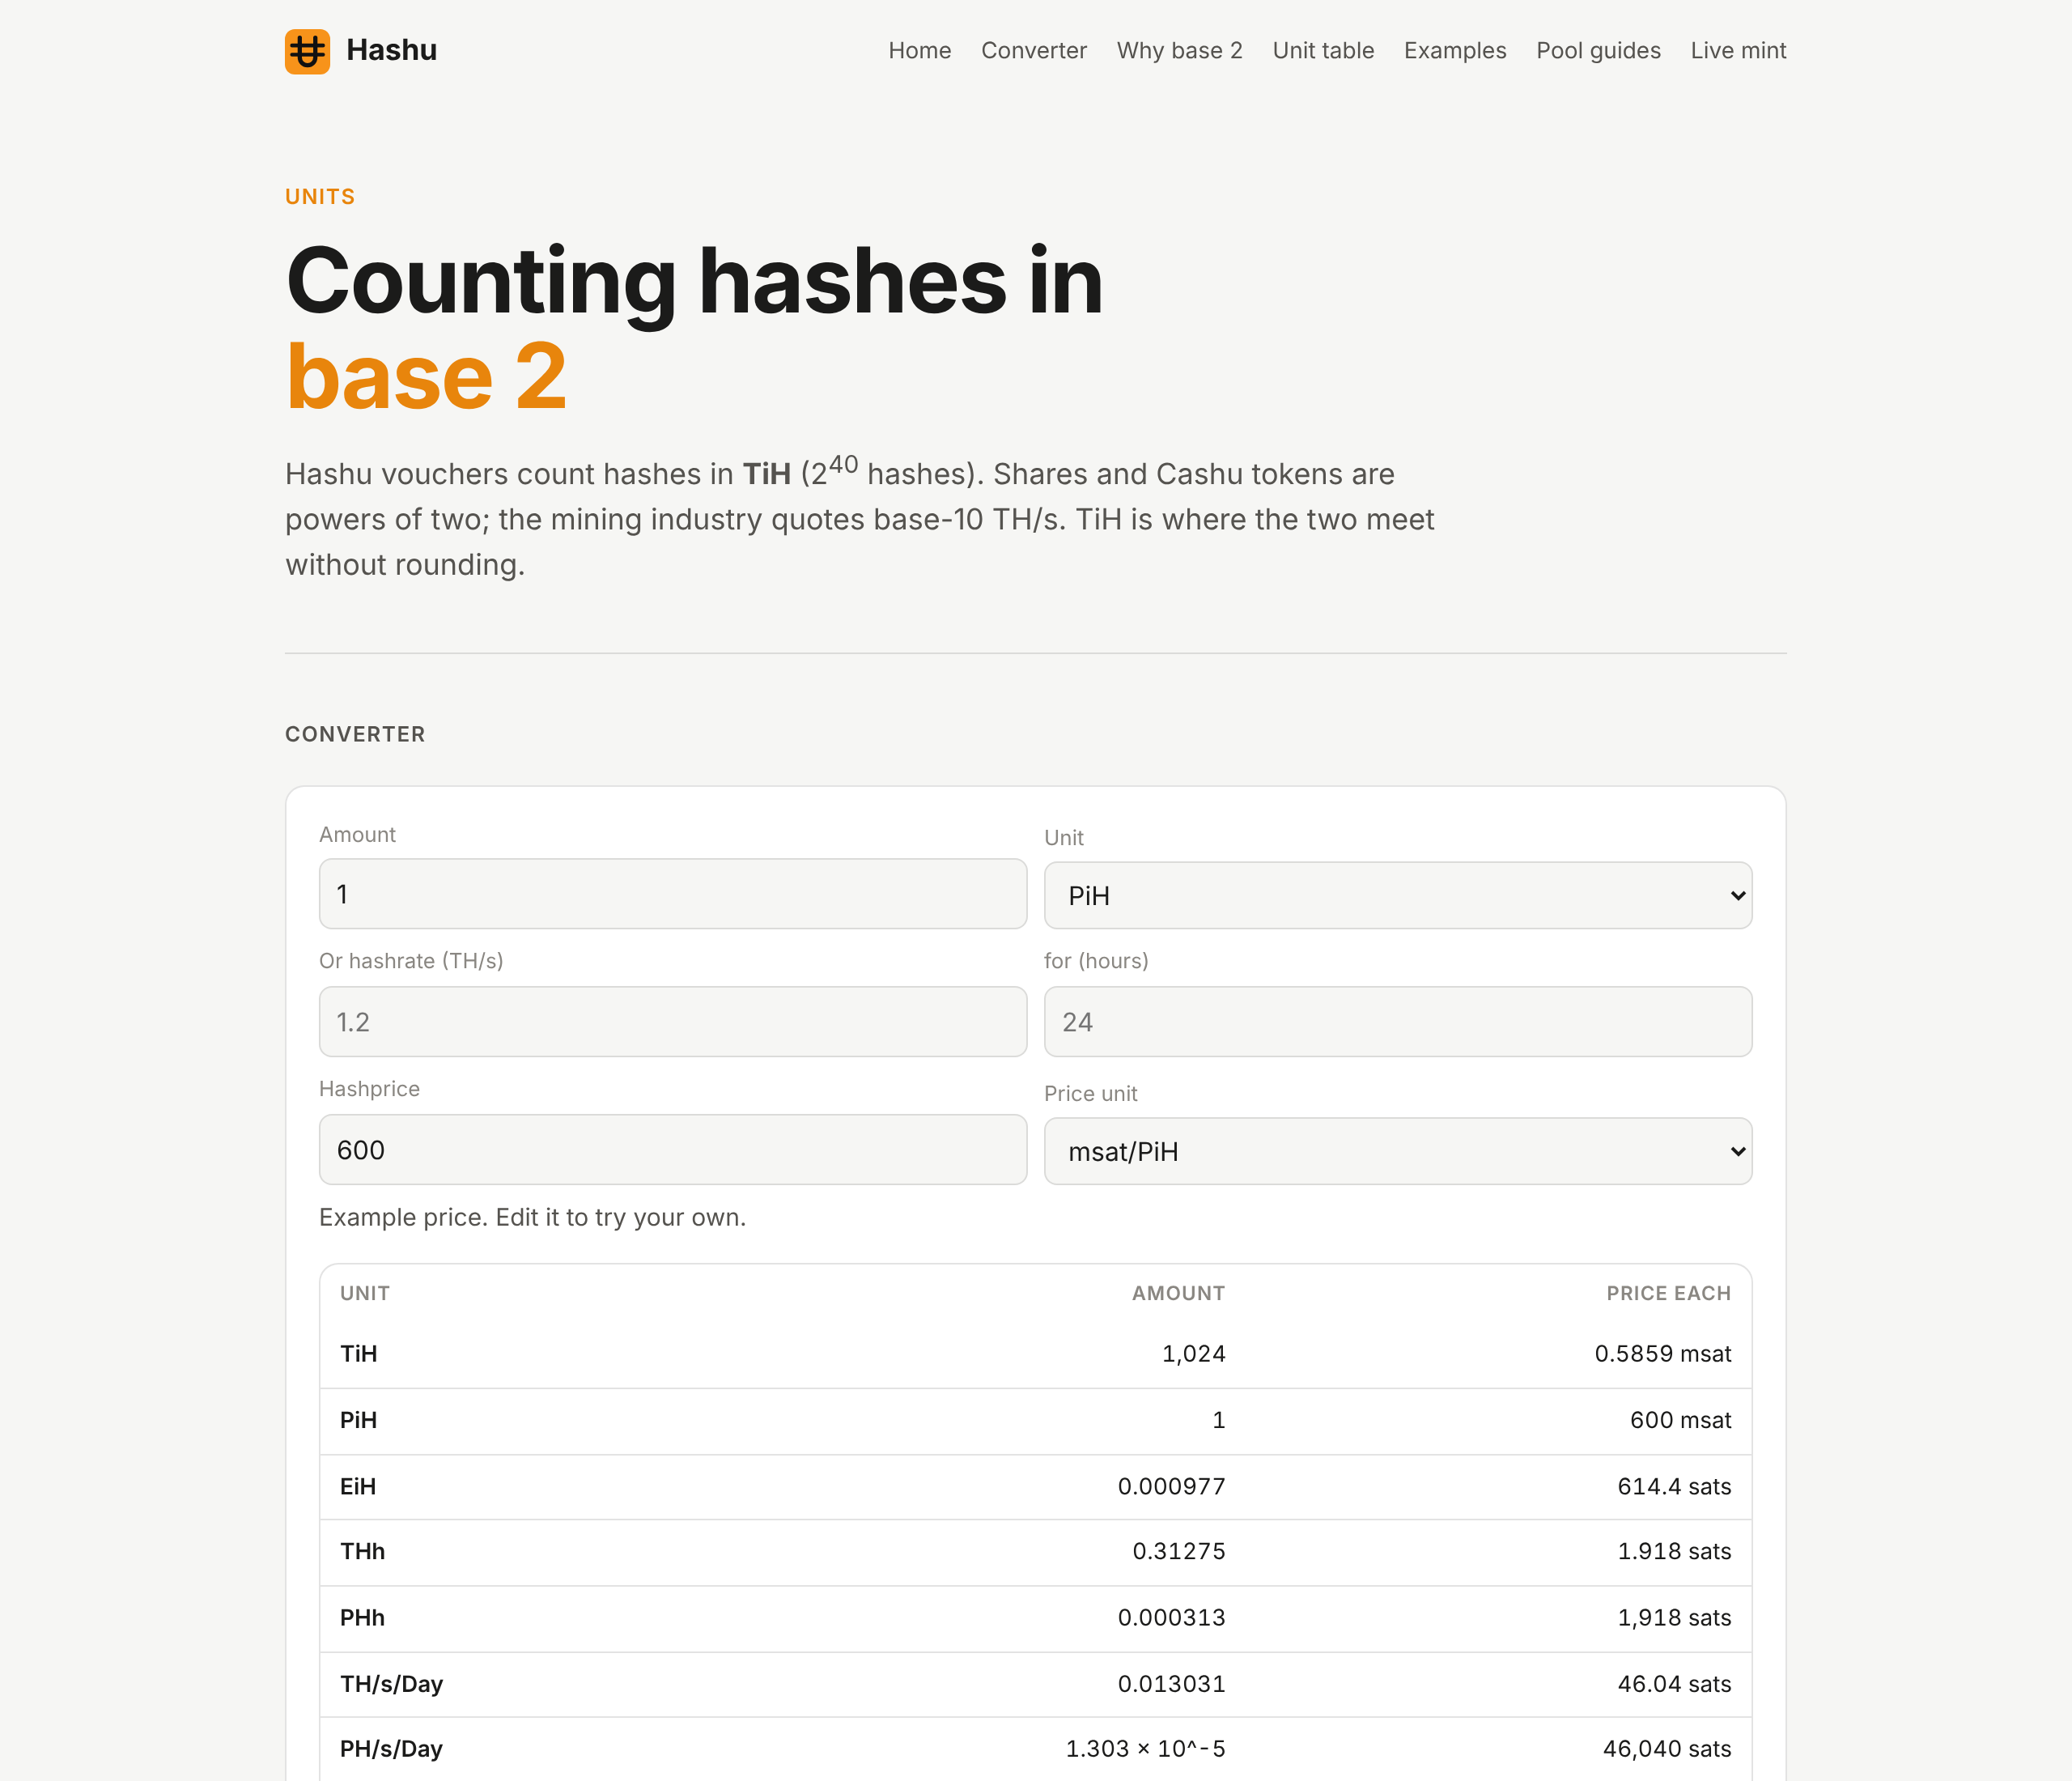 Hashu
Home Converter Why base 2 Unit table Examples Pool guides Live mint
UNITS
Counting hashes in
base 2
Hashu vouchers count hashes in TiH (2^40 hashes). Shares and Cashu tokens are
powers of two; the mining industry quotes base-10 TH/s. TiH is where the two meet
without rounding.
CONVERTER
Amount Unit
1 PiH
Or hashrate (TH/s) for (hours)
1.2 24
Hashprice Price unit
600 msat/PiH
Example price. Edit it to try your own.
UNIT AMOUNT PRICE EACH
TiH 1,024 0.5859 msat
PiH 1 600 msat
EiH 0.000977 614.4 sats
THh 0.31275 1.918 sats
PHh 0.000313 1,918 sats
TH/s/Day 0.013031 46.04 sats
PH/s/Day 1.303 × 10^-5 46,040 sats